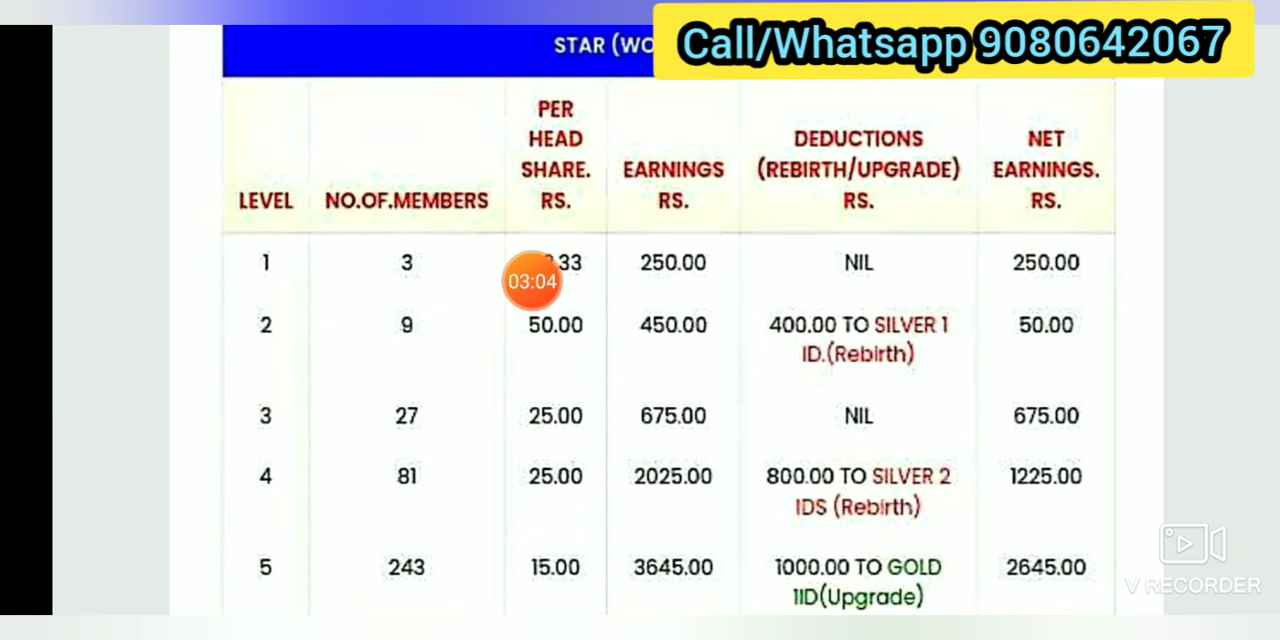 STAR (WO
Call/Whatsapp 9080642067
LEVEL NO.OF.MEMBERS PER HEAD SHARE. RS. EARNINGS RS. DEDUCTIONS (REBIRTH/UPGRADE) RS. NET EARNINGS. RS.
1 3 .33 250.00 NIL 250.00
03:04
2 9 50.00 450.00 400.00 TO SILVER 1 50.00
ID.(Rebirth)
3 27 25.00 675.00 NIL 675.00
4 81 25.00 2025.00 800.00 TO SILVER 2 1225.00
IDS (Rebirth)
5 243 15.00 3645.00 1000.00 TO GOLD 2645.00
1ID(Upgrade)
V RECORDER